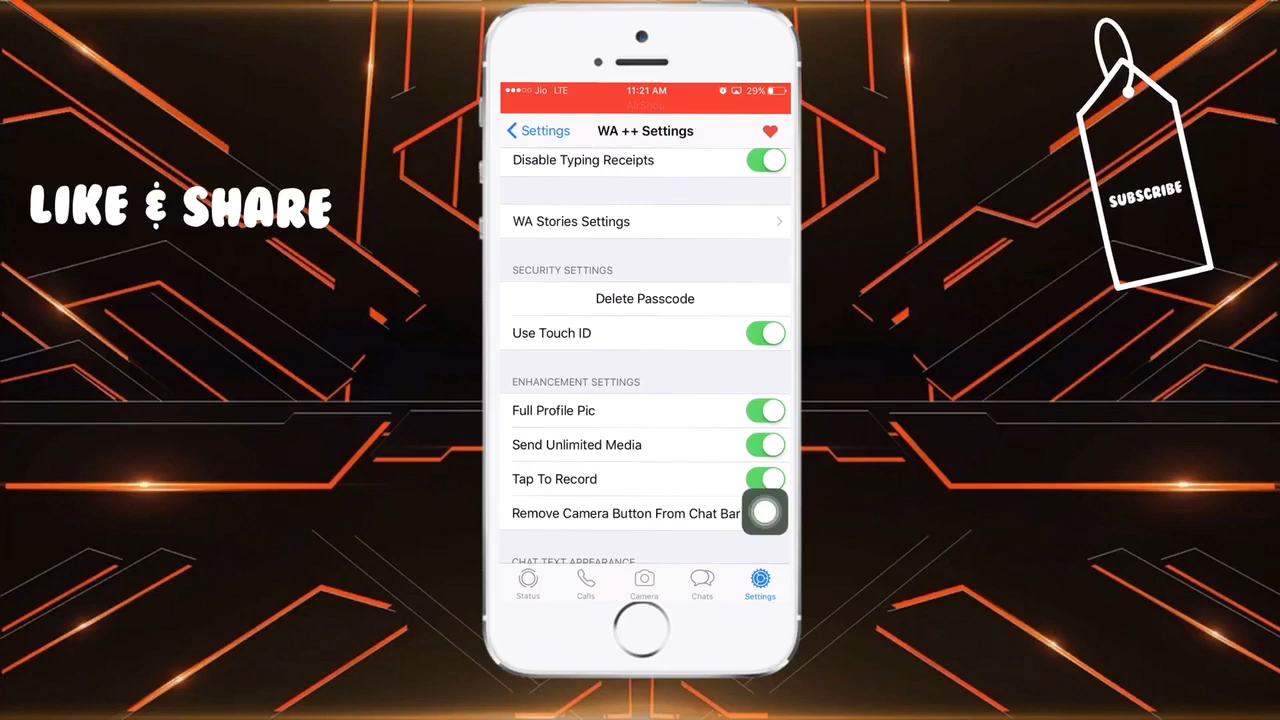 LIKE & SHARE
SUBSCRIBE
Jio LTE 11:21 AM 29%
AirShou
Settings WA ++ Settings
Disable Typing Receipts
WA Stories Settings
SECURITY SETTINGS
Delete Passcode
Use Touch ID
ENHANCEMENT SETTINGS
Full Profile Pic
Send Unlimited Media
Tap To Record
Remove Camera Button From Chat Bar
CHAT TEXT APPEARANCE
Status Calls Camera Chats Settings